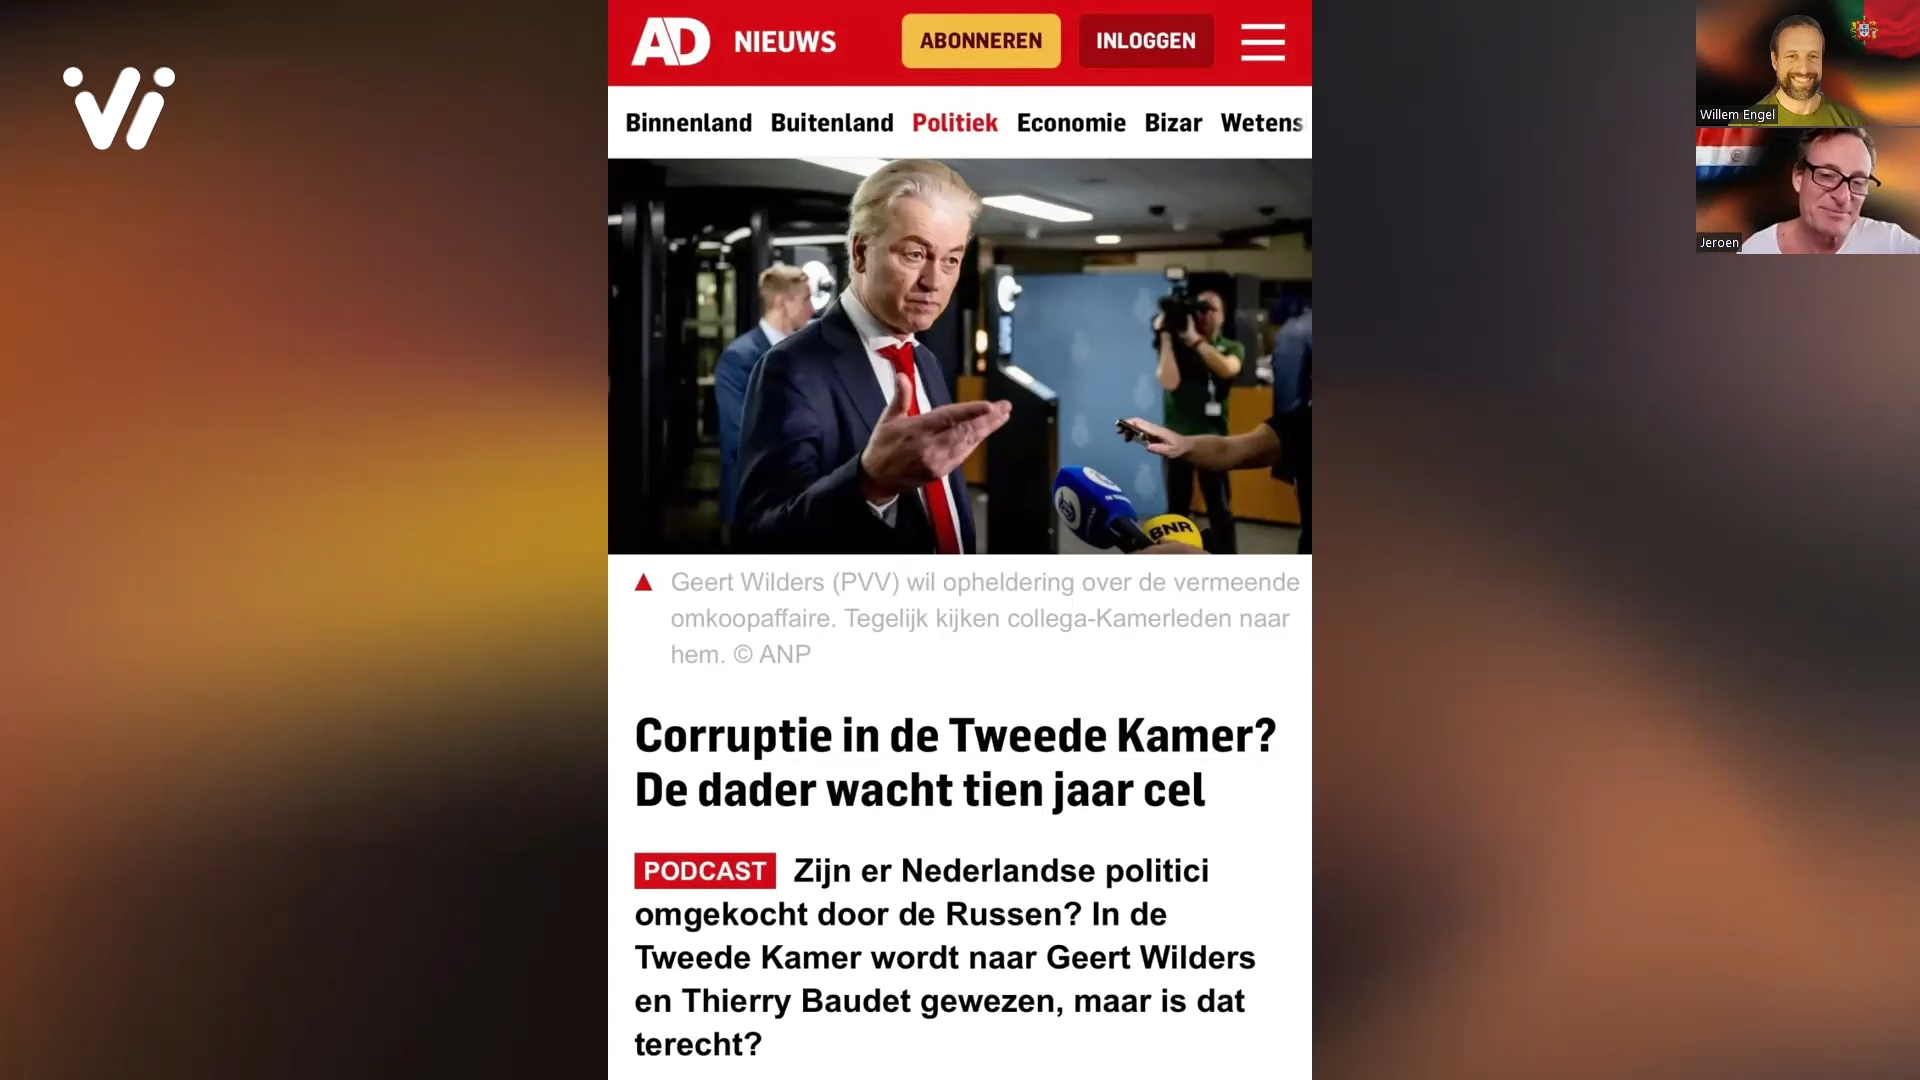 Vi
AD NIEUWS ABONNEREN INLOGGEN
Binnenland Buitenland Politiek Economie Bizar Wetens
Willem Engel
Jeroen
BNR
Geert Wilders (PVV) wil opheldering over de vermeende
omkoopaffaire. Tegelijk kijken collega-Kamerleden naar
hem. © ANP
Corruptie in de Tweede Kamer?
De dader wacht tien jaar cel
PODCAST Zijn er Nederlandse politici
omgekocht door de Russen? In de
Tweede Kamer wordt naar Geert Wilders
en Thierry Baudet gewezen, maar is dat
terecht?